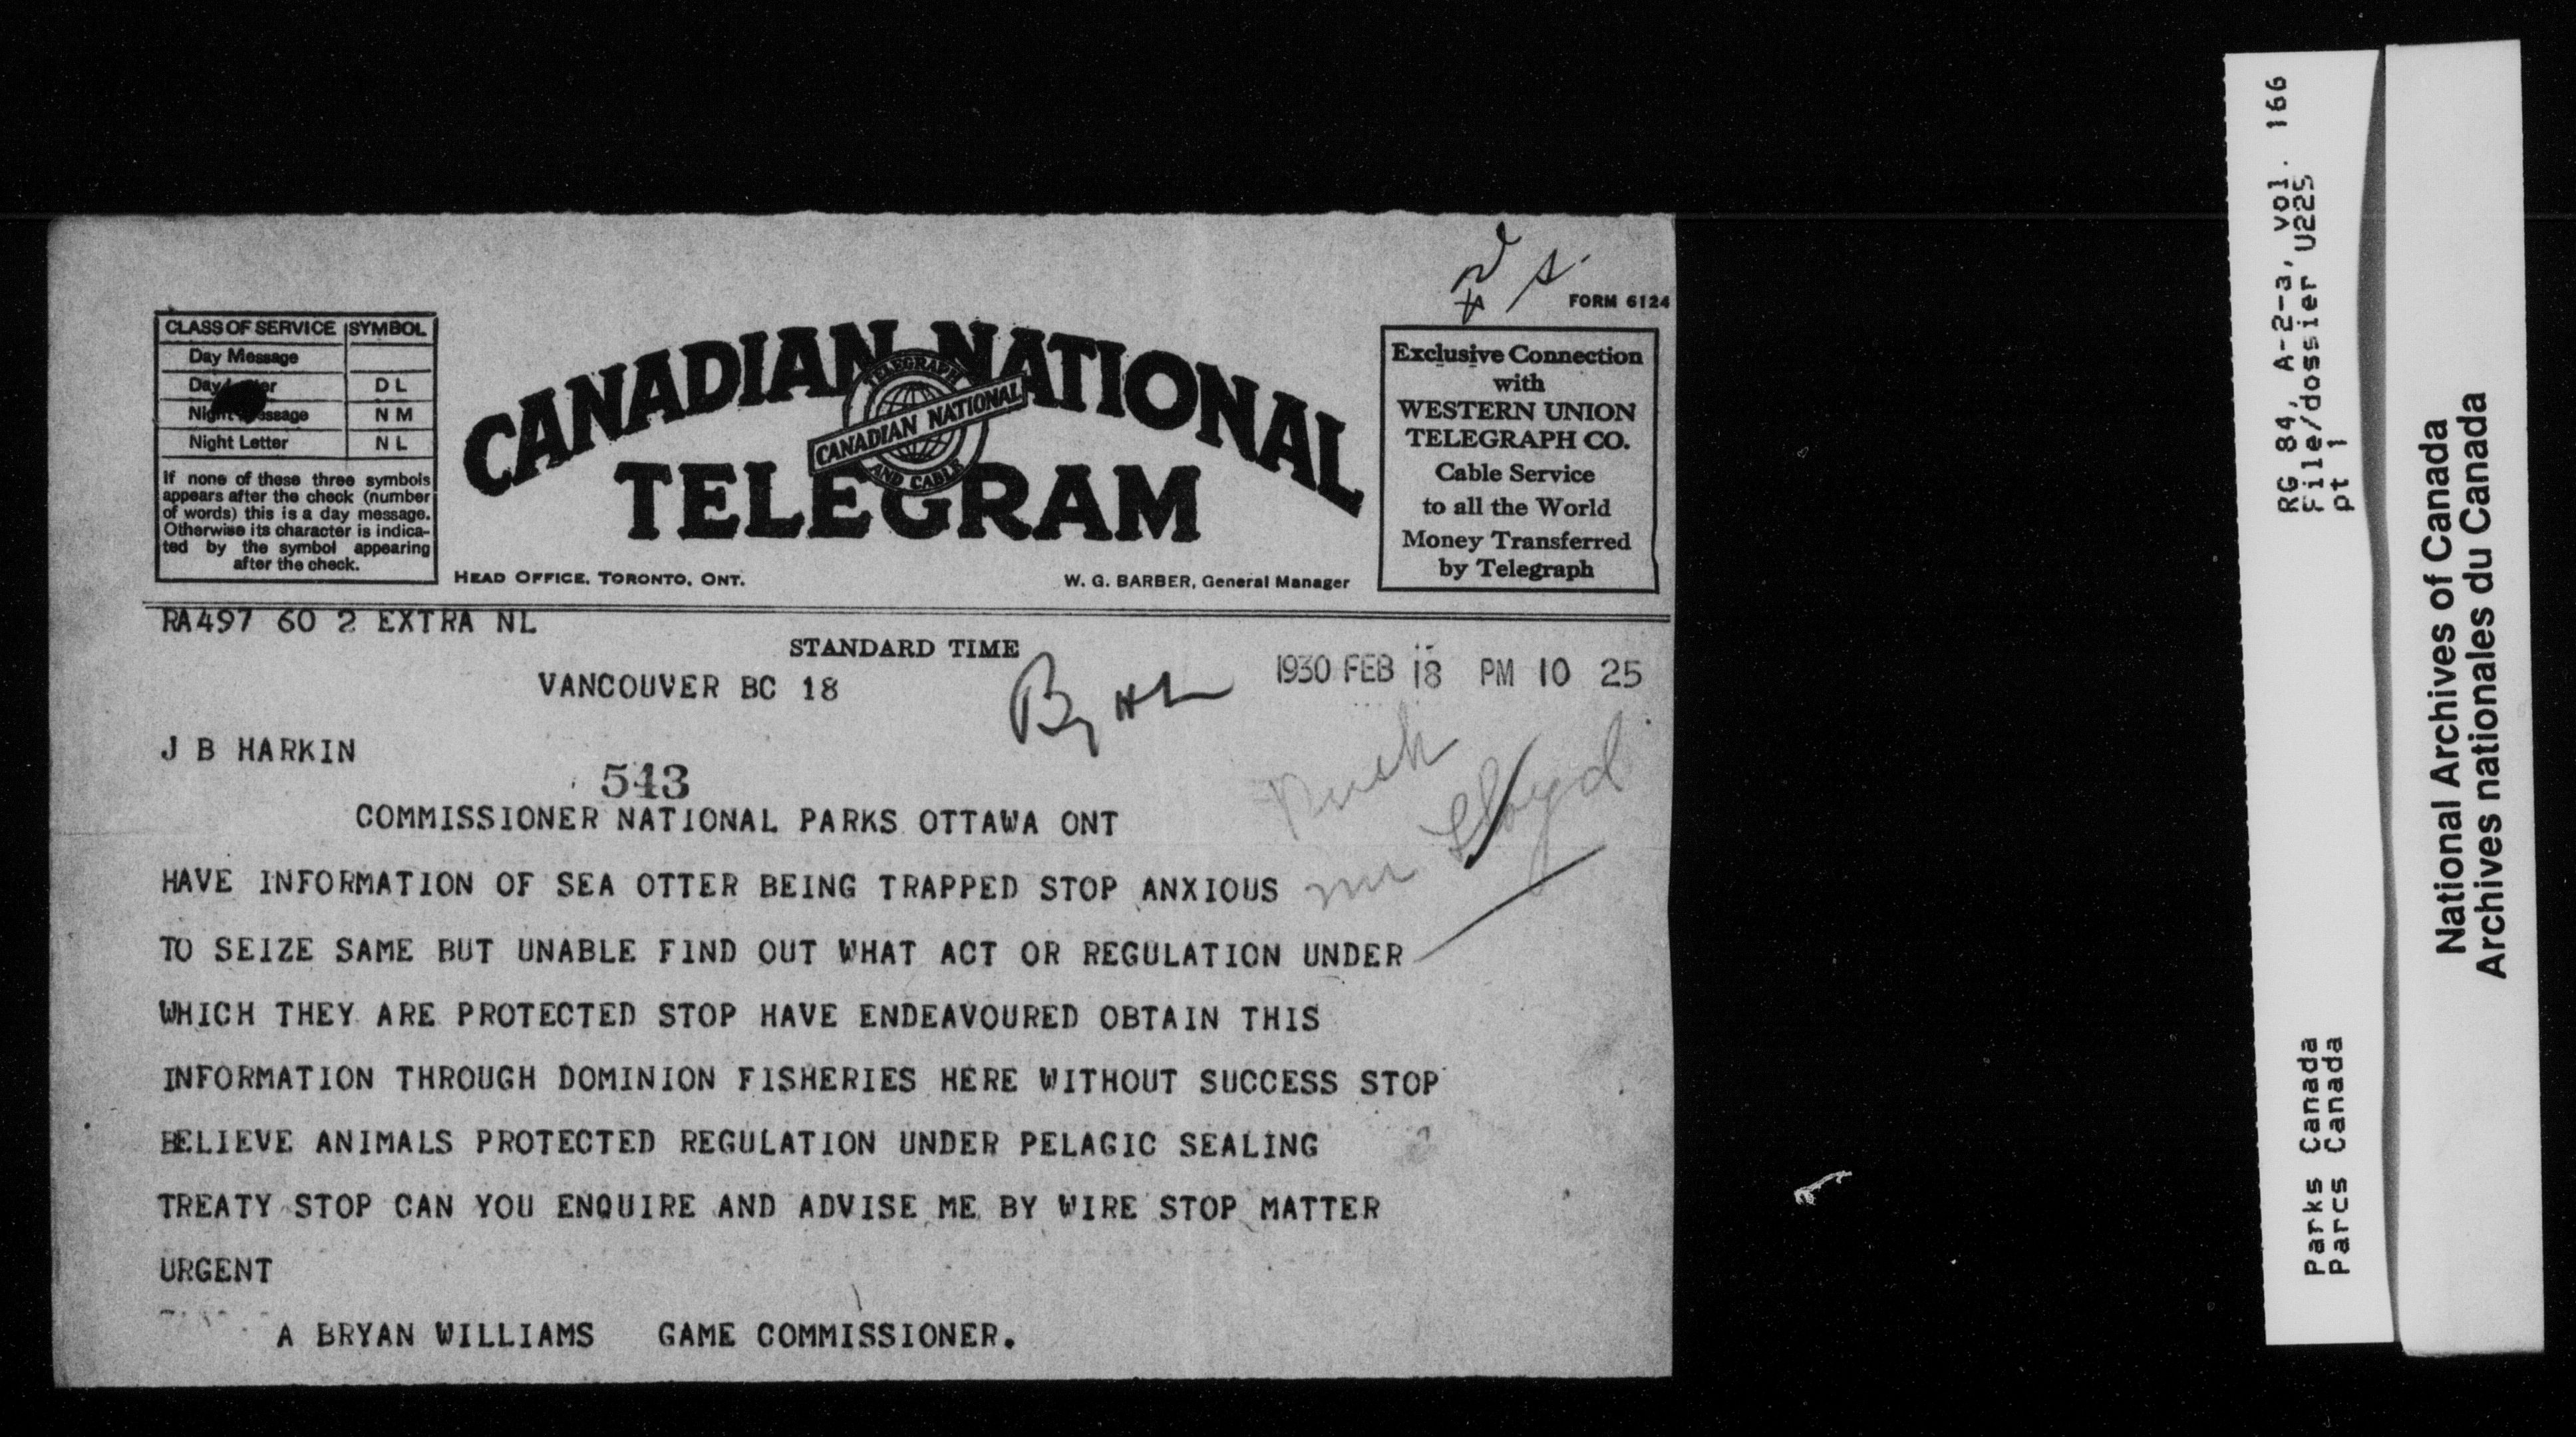 FORM 6124
CLASS OF SERVICE SYMBOL
Day Message
Day D L
Night Message N M
Night Letter N L
If none of these three symbols
appears after the check (number
of words) this is a day message.
Otherwise its character is indica-
ted by the symbol appearing
after the check.
CANADIAN NATIONAL
TELEGRAPH
CANADIAN NATIONAL
AND CABLE
TELEGRAM
HEAD OFFICE, TORONTO, ONT.
W. G. BARBER, General Manager
Exclusive Connection
with
WESTERN UNION
TELEGRAPH CO.
Cable Service
to all the World
Money Transferred
by Telegraph
RA497 60 2 EXTRA NL
STANDARD TIME
VANCOUVER BC 18
1930 FEB 18 PM 10 25
J B HARKIN
543
COMMISSIONER NATIONAL PARKS OTTAWA ONT
Mr Lloyd
HAVE INFORMATION OF SEA OTTER BEING TRAPPED STOP ANXIOUS
TO SEIZE SAME BUT UNABLE FIND OUT WHAT ACT OR REGULATION UNDER
WHICH THEY ARE PROTECTED STOP HAVE ENDEAVOURED OBTAIN THIS
INFORMATION THROUGH DOMINION FISHERIES HERE WITHOUT SUCCESS STOP
BELIEVE ANIMALS PROTECTED REGULATION UNDER PELAGIC SEALING
TREATY STOP CAN YOU ENQUIRE AND ADVISE ME BY WIRE STOP MATTER
URGENT
A BRYAN WILLIAMS GAME COMMISSIONER.
RG 84, A-2-3, vol. 166
File/dossier U225
pt 1
Parks Canada
Parcs Canada
National Archives of Canada
Archives nationales du Canada